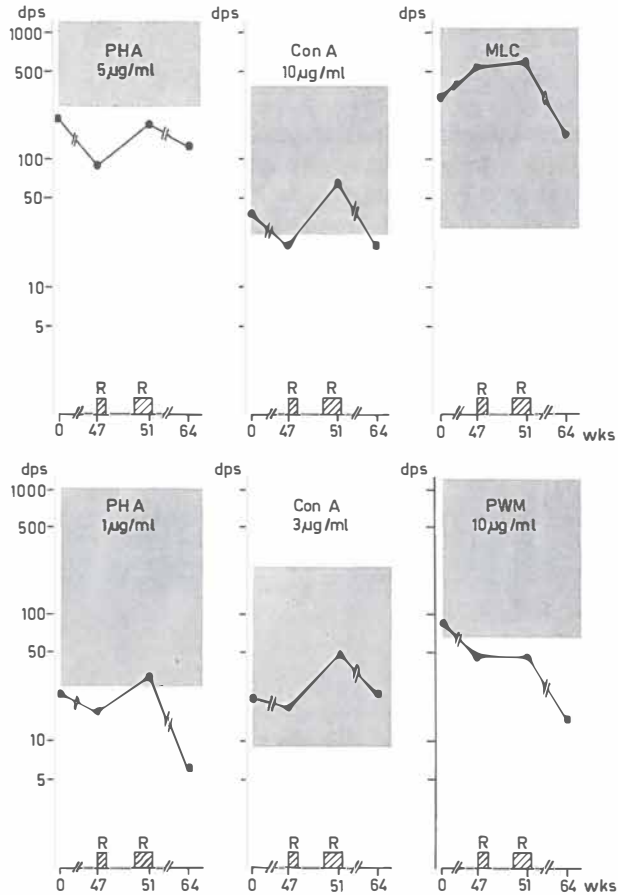 dps
dps
dps
1000
PHA
5µg/ml
Con A
10µg/ml
MLC
500
100
50
10
5
R R
R R
R R
0 47 51 64
0 47 51 64
0 47 51 64 wks
dps
dps
dps
1000
PHA
1µg/ml
Con A
3µg/ml
PWM
10µg/ml
500
100
50
10
5
R R
R R
R R
0 47 51 64
0 47 51 64
0 47 51 64 wks